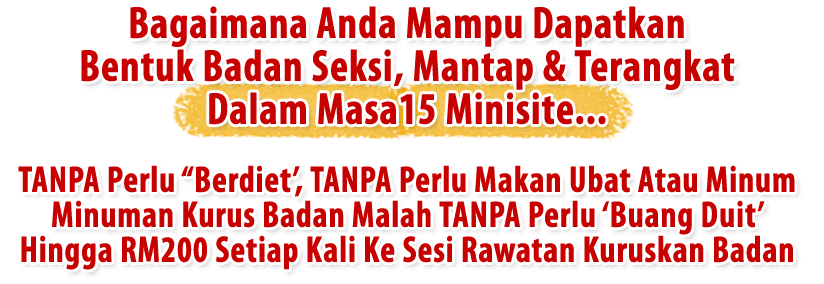 Bagaimana Anda Mampu Dapatkan
Bentuk Badan Seksi, Mantap & Terangkat
Dalam Masa15 Minisite...
TANPA Perlu “Berdiet’, TANPA Perlu Makan Ubat Atau Minum
Minuman Kurus Badan Malah TANPA Perlu ‘Buang Duit’
Hingga RM200 Setiap Kali Ke Sesi Rawatan Kuruskan Badan